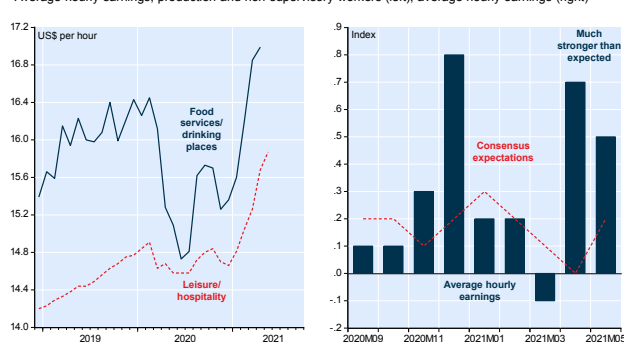 Average hourly earnings, production and non-supervisory workers (left), average hourly earnings (right)
US$ per hour
17.2
16.8
16.4
16.0
15.6
15.2
14.8
14.4
14.0
Food
services/
drinking
places
Leisure/
hospitality
2019
2020
2021
Index
.9
.8
.7
.6
.5
.4
.3
.2
.1
.0
-.1
-.2
Much
stronger than
expected
Consensus
expectations
Average hourly
earnings
2020M09
2020M11
2021M01
2021M03
2021M05